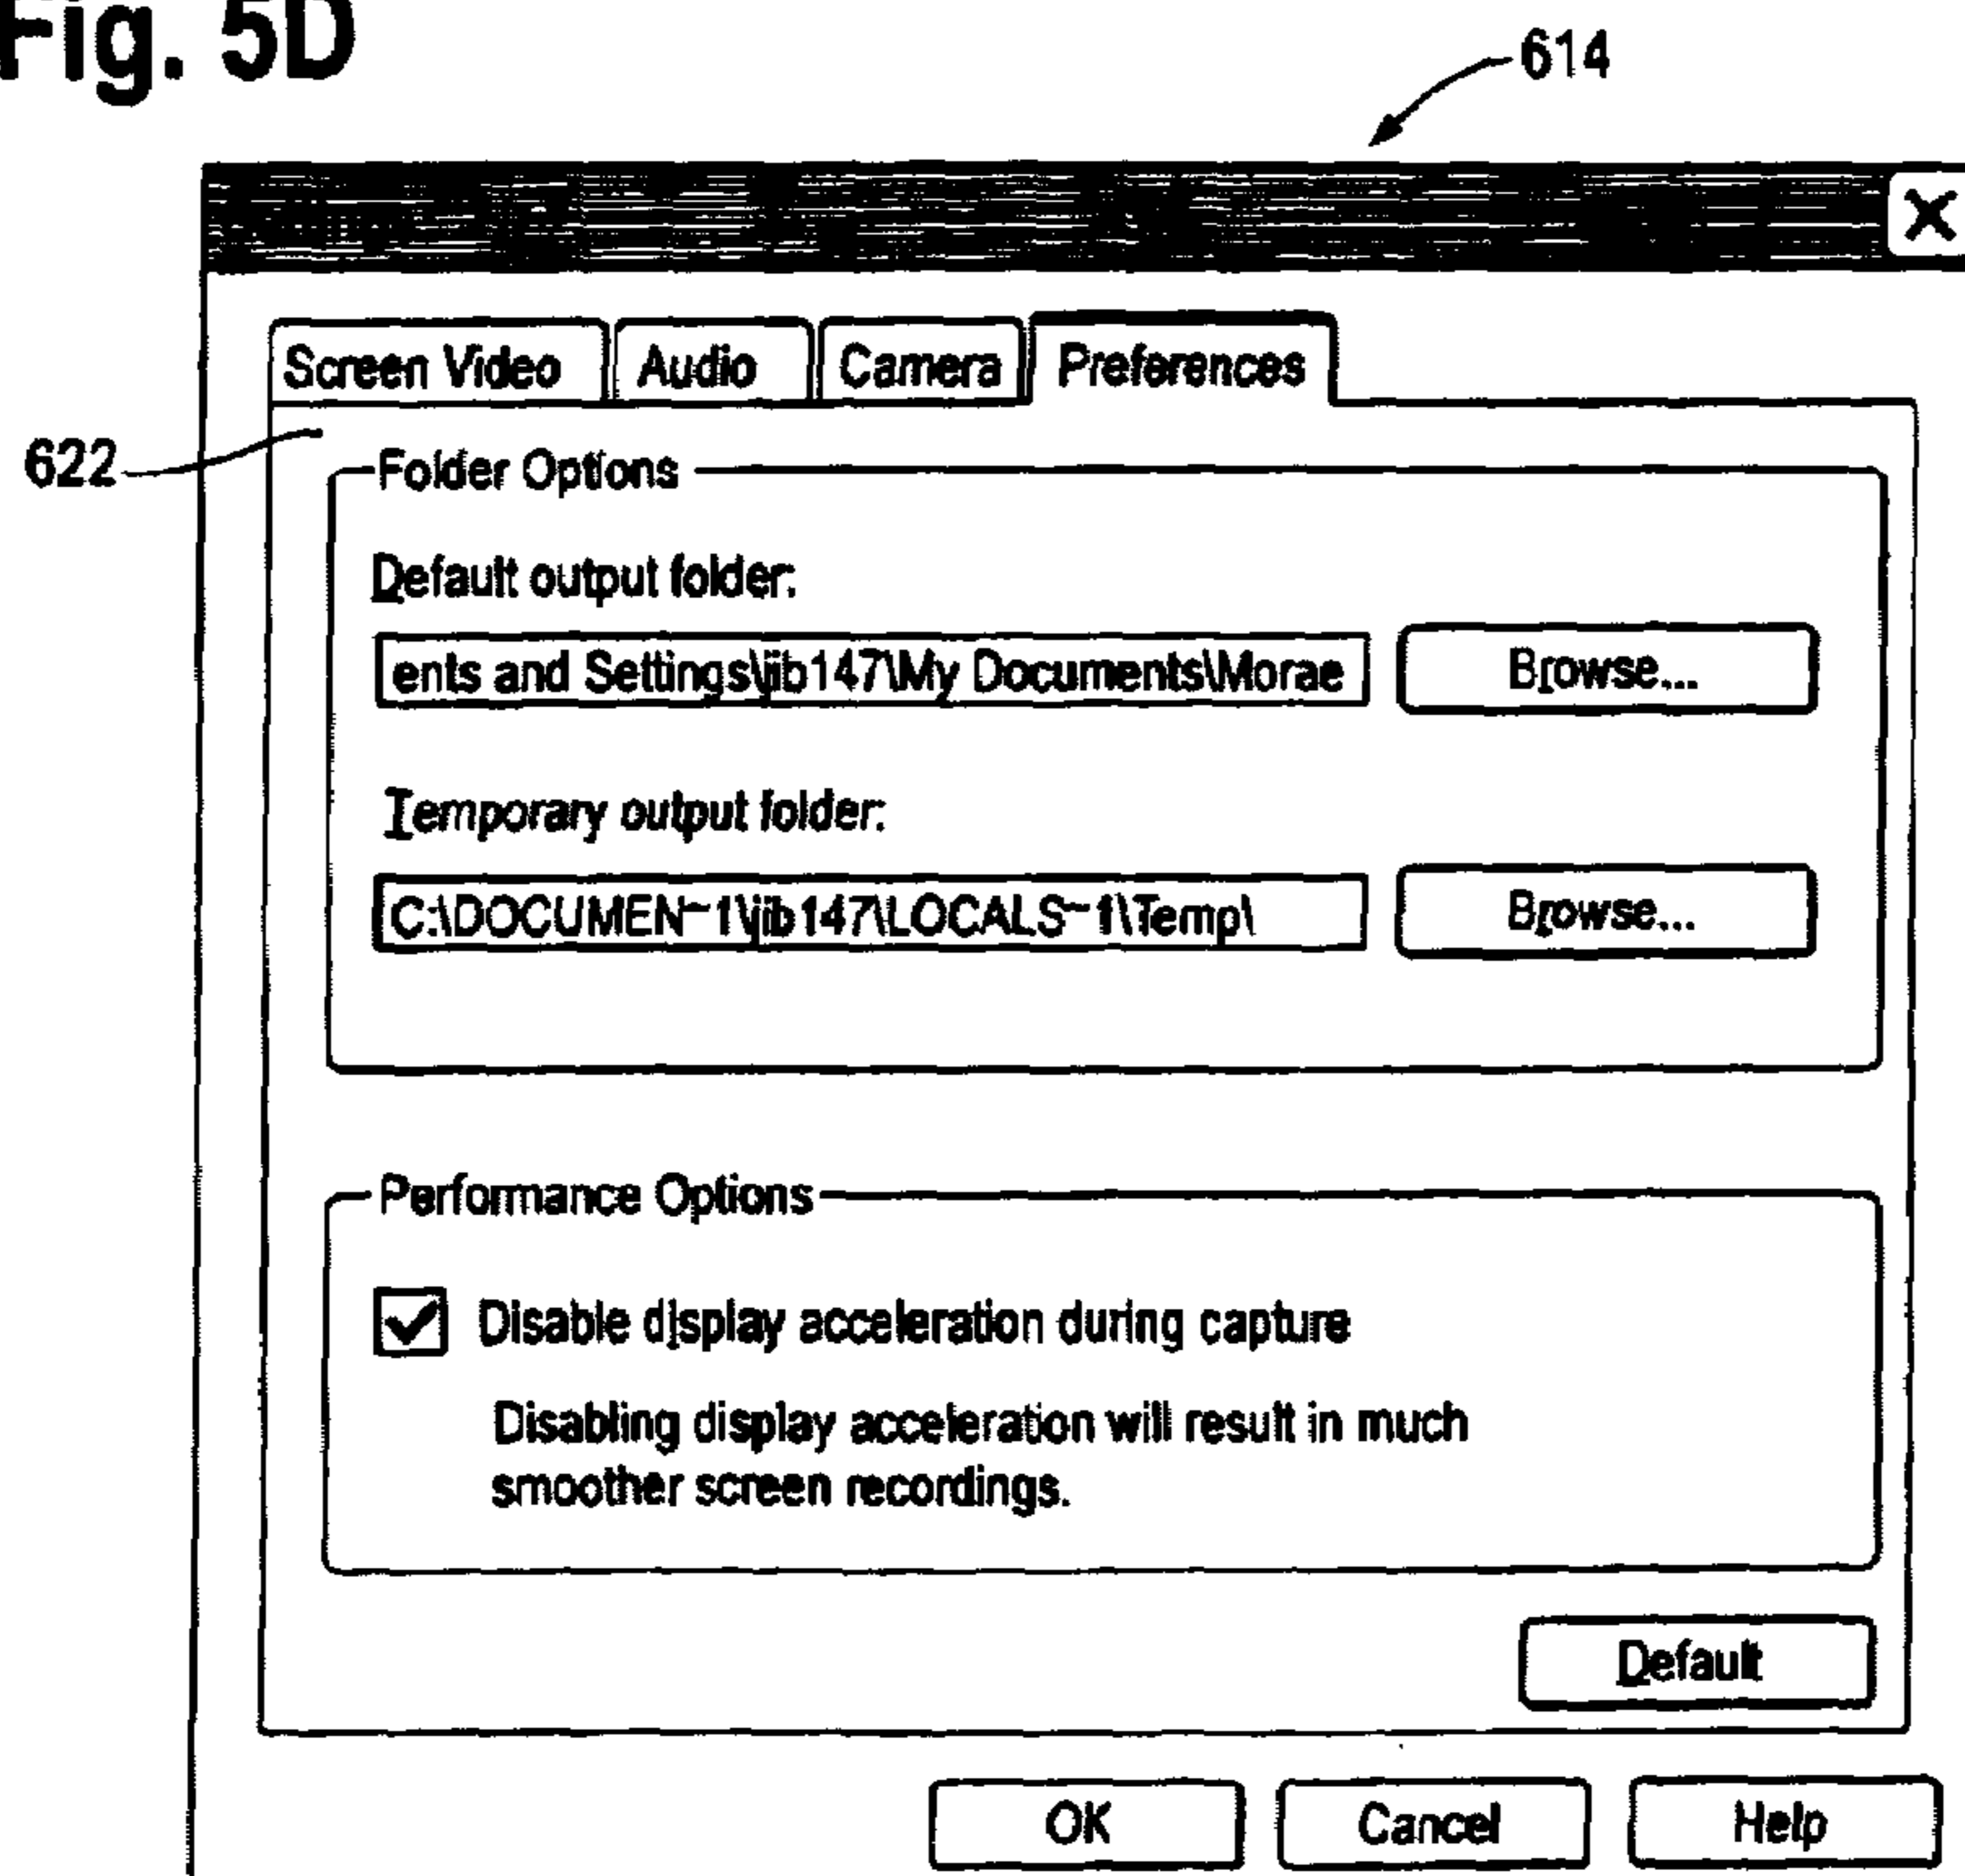 Fig. 5D
614
Screen Video Audio Camera Preferences
622
Folder Options
Default output folder:
ents and Settings\jib147\My Documents\Morae Browse...
Temporary output folder:
C:\DOCUMEN~1\jib147\LOCALS~1\Temp\ Browse...
Performance Options
Disable display acceleration during capture
Disabling display acceleration will result in much
smoother screen recordings.
Default
OK Cancel Help